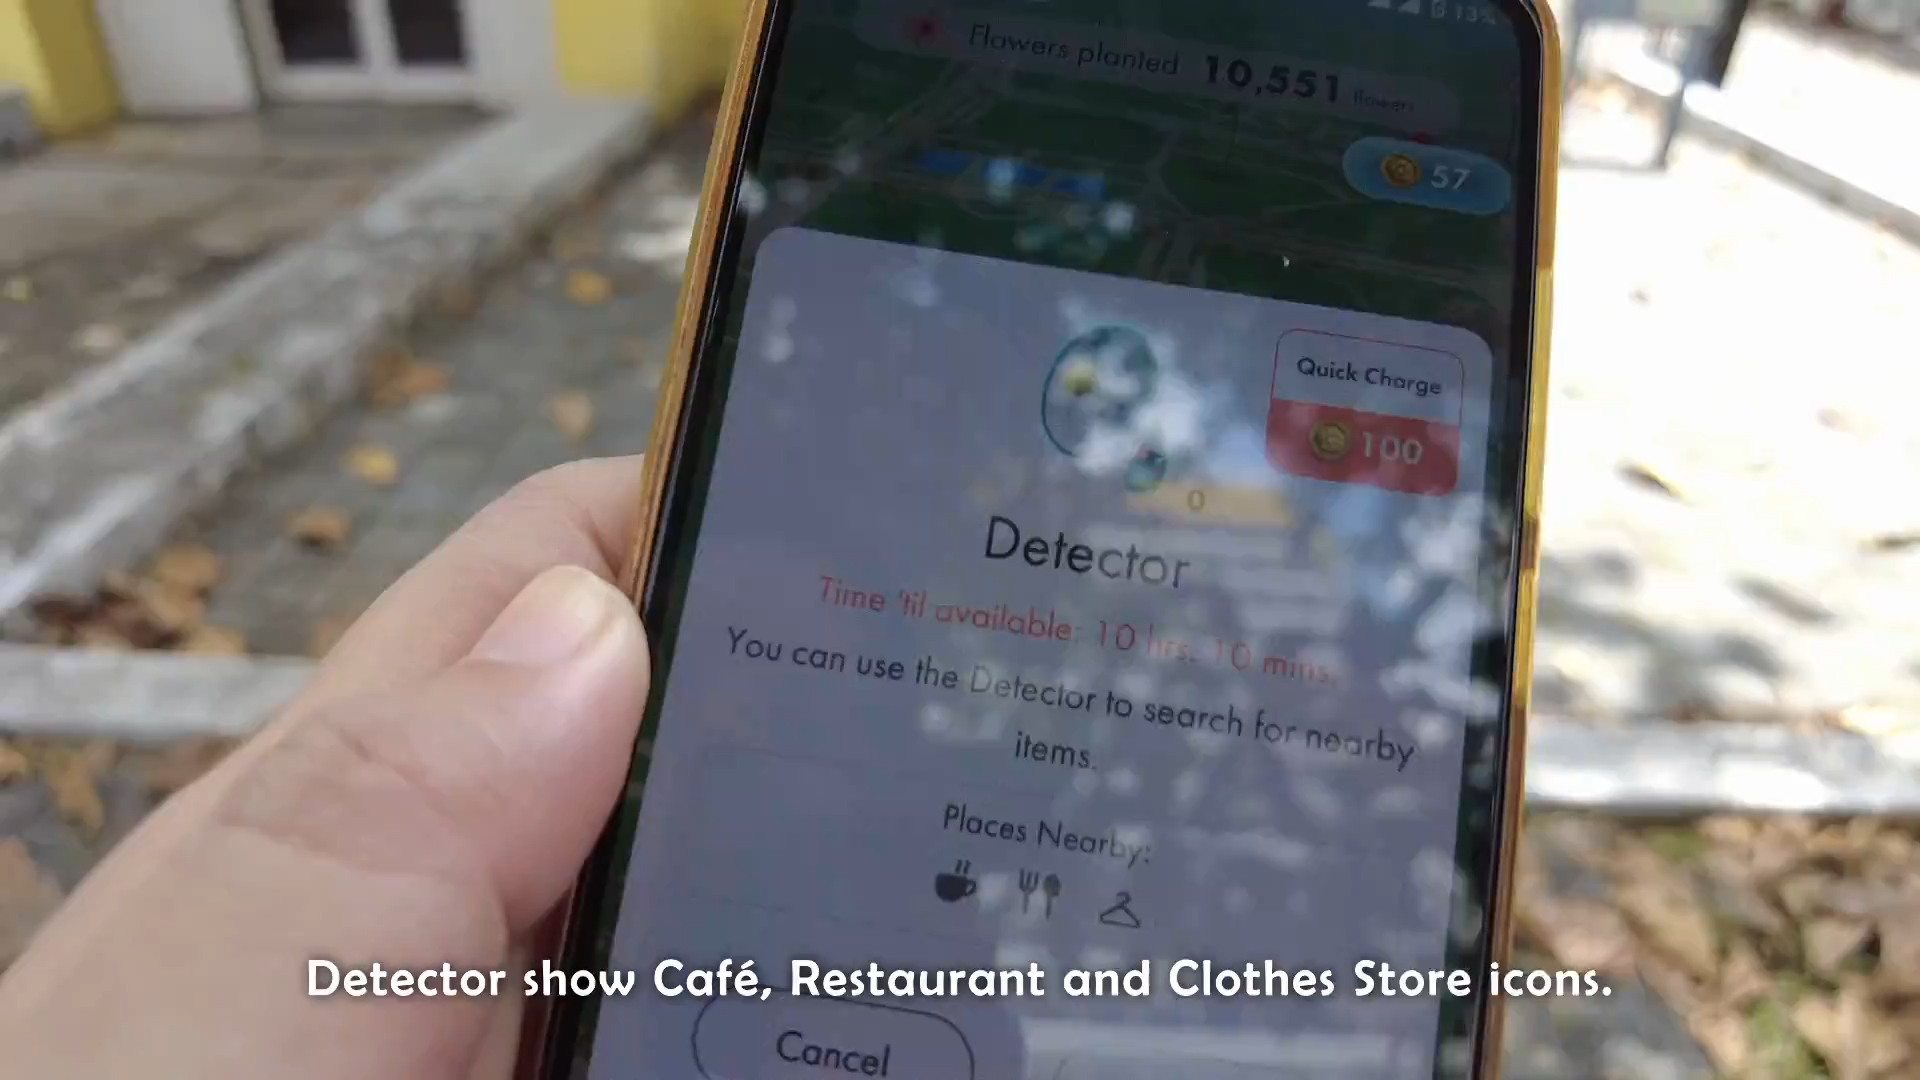 13%
Flowers planted 10,551 flowers
57
Quick Charge
100
0
Detector
Time 'til available: 10 hrs. 10 mins.
You can use the Detector to search for nearby
items.
Places Nearby:
Detector show Café, Restaurant and Clothes Store icons.
Cancel